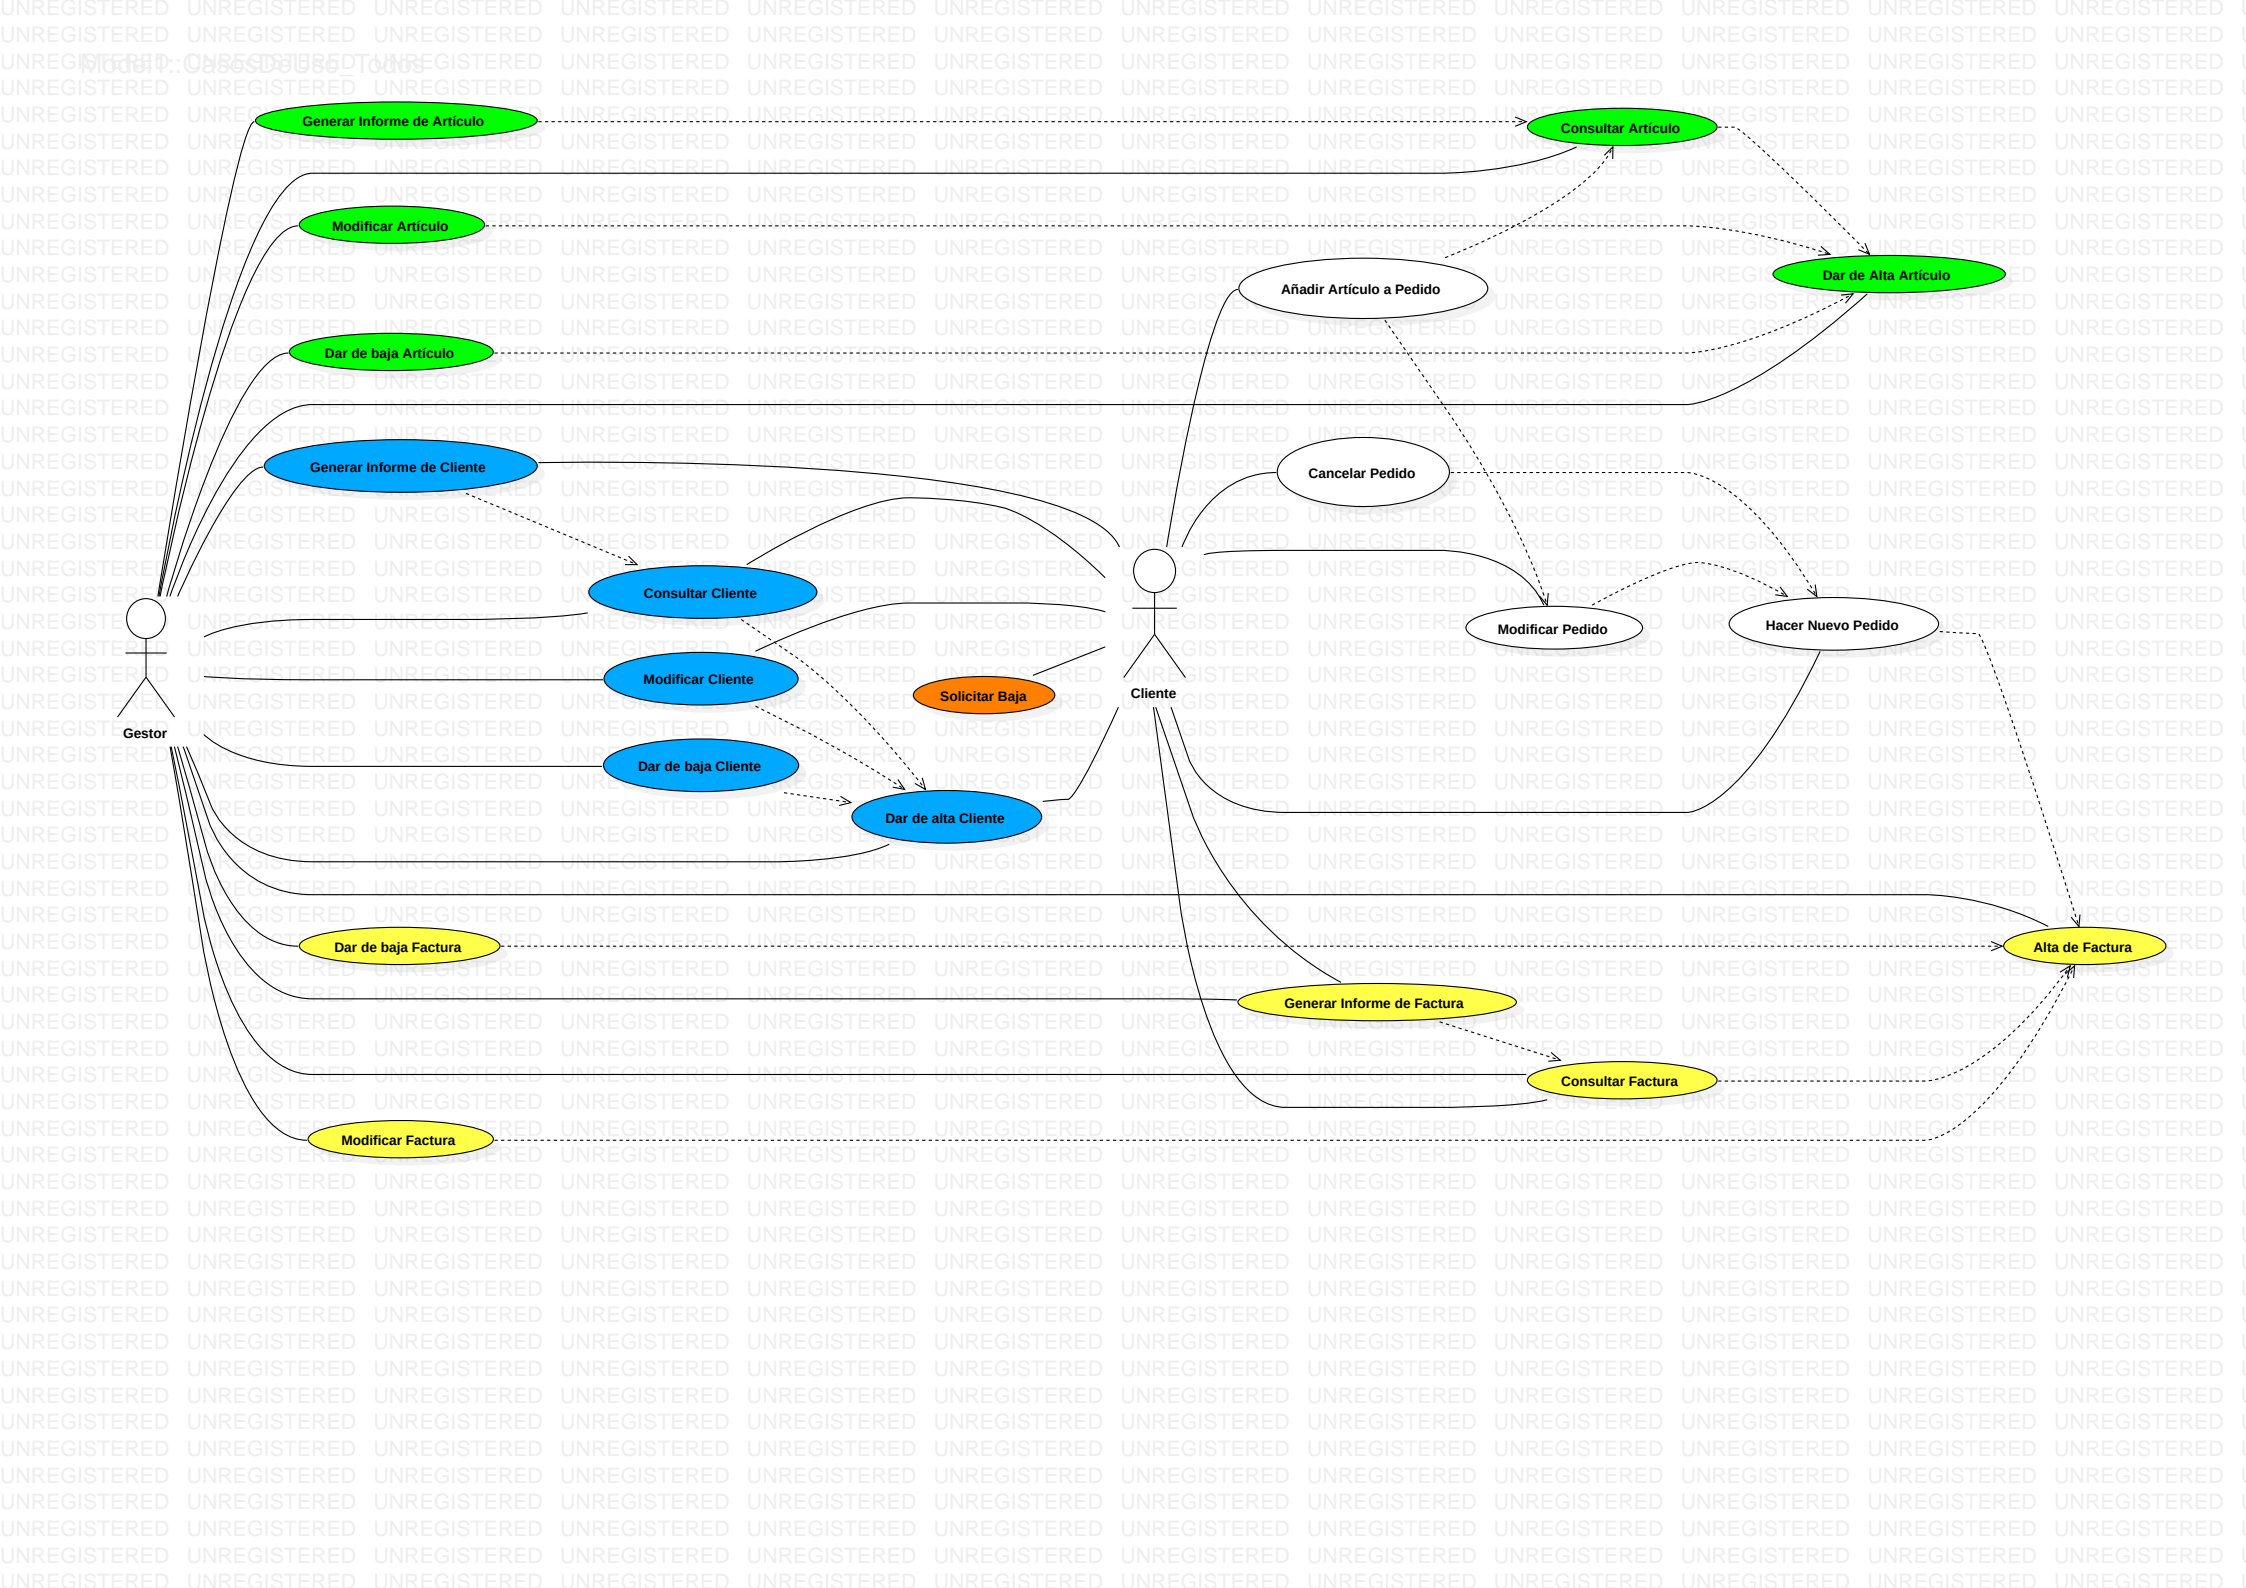 Model1::CasosDeUso_Todos
Generar Informe de Artículo
Consultar Artículo
Modificar Artículo
Dar de Alta Artículo
Añadir Artículo a Pedido
Dar de baja Artículo
Generar Informe de Cliente
Cancelar Pedido
Consultar Cliente
Modificar Pedido
Hacer Nuevo Pedido
Modificar Cliente
Solicitar Baja
Cliente
Gestor
Dar de baja Cliente
Dar de alta Cliente
Dar de baja Factura
Alta de Factura
Generar Informe de Factura
Consultar Factura
Modificar Factura
UNREGISTERED